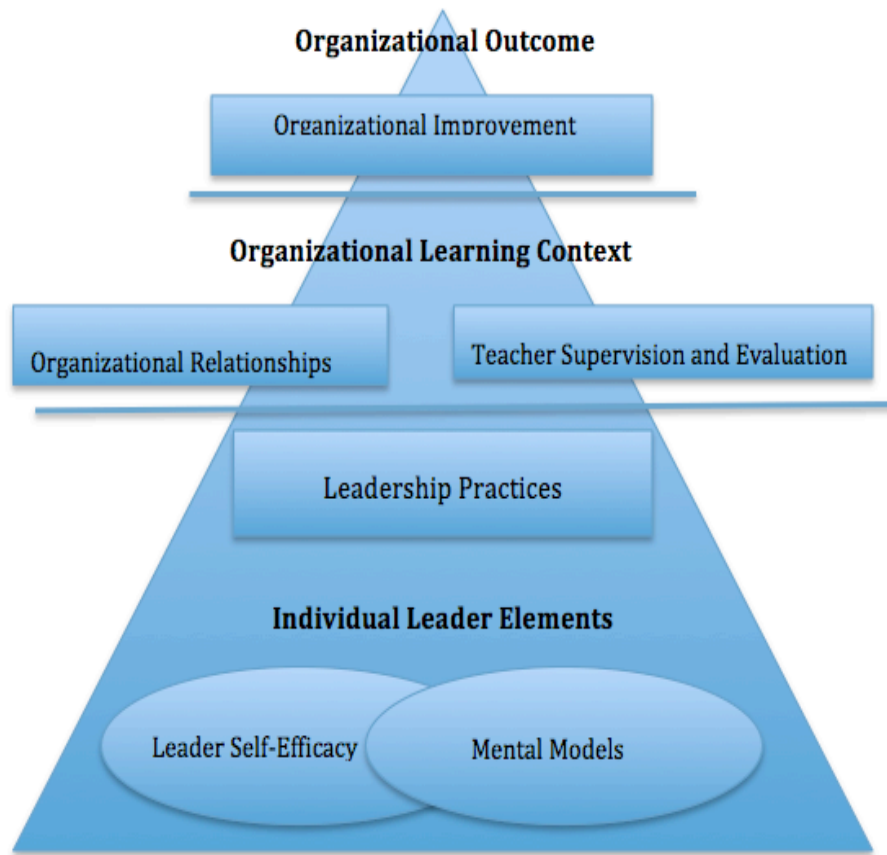 Organizational Outcome
Organizational Improvement
Organizational Learning Context
Organizational Relationships
Teacher Supervision and Evaluation
Leadership Practices
Individual Leader Elements
Leader Self-Efficacy
Mental Models